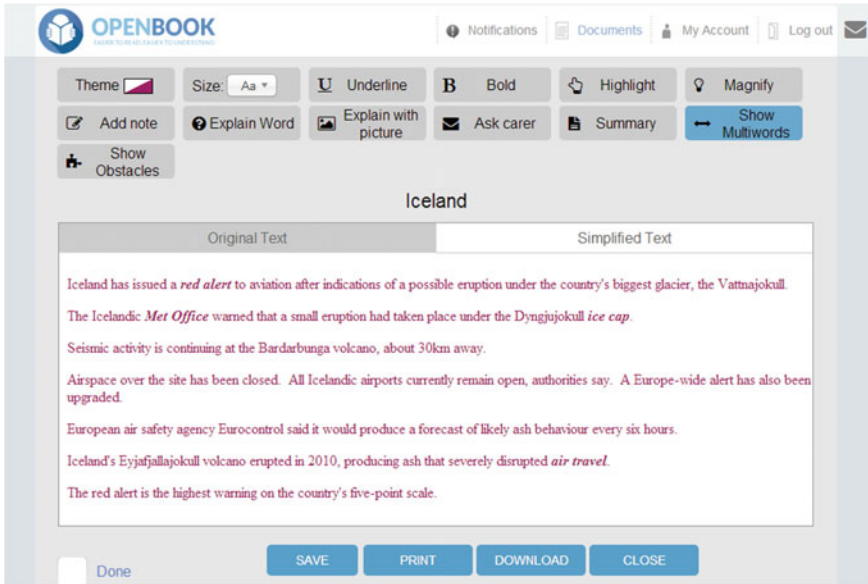 OPENBOOK
EASIER TO READ, EASIER TO UNDERSTAND
Notifications
Documents
My Account
Log out
Theme
Size: Aa
U Underline
B Bold
Highlight
Magnify
Add note
Explain Word
Explain with
picture
Ask carer
Summary
Show
Multiwords
Show
Obstacles
Iceland
Original Text
Simplified Text
Iceland has issued a red alert to aviation after indications of a possible eruption under the country's biggest glacier, the Vattnajokull.
The Icelandic Met Office warned that a small eruption had taken place under the Dyngjujokull ice cap.
Seismic activity is continuing at the Bardarbunga volcano, about 30km away.
Airspace over the site has been closed. All Icelandic airports currently remain open, authorities say. A Europe-wide alert has also been
upgraded.
European air safety agency Eurocontrol said it would produce a forecast of likely ash behaviour every six hours.
Iceland's Eyjafjallajokull volcano erupted in 2010, producing ash that severely disrupted air travel.
The red alert is the highest warning on the country's five-point scale.
Done
SAVE
PRINT
DOWNLOAD
CLOSE